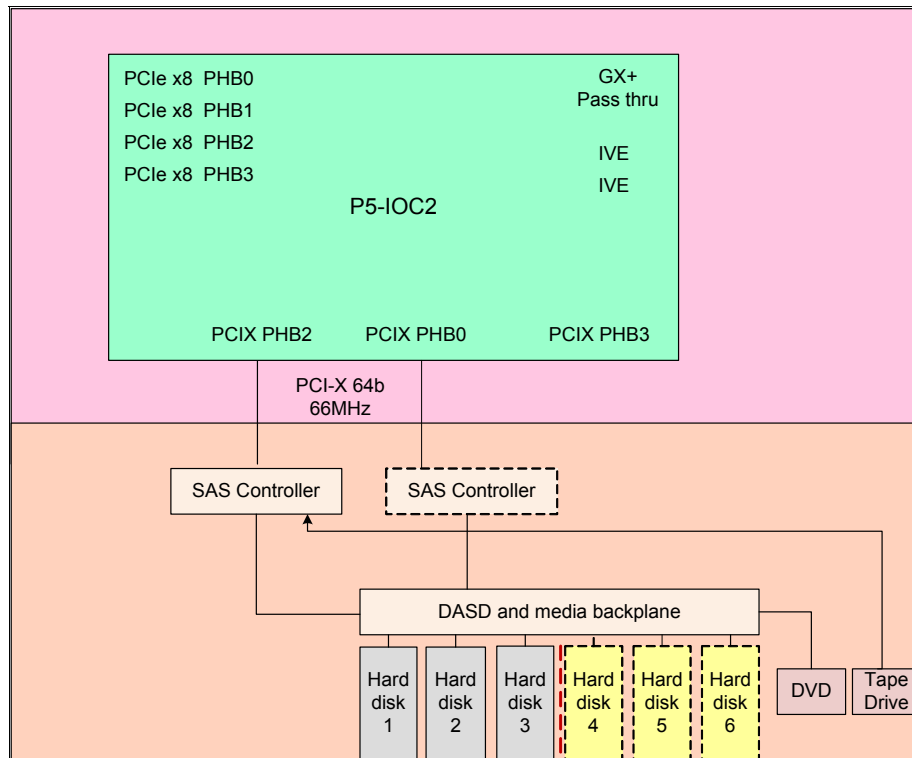 PCIe x8 PHB0
PCIe x8 PHB1
PCIe x8 PHB2
PCIe x8 PHB3
GX+
Pass thru
IVE
IVE
P5-IOC2
PCIX PHB2
PCIX PHB0
PCIX PHB3
PCI-X 64b
66MHz
SAS Controller
SAS Controller
DASD and media backplane
Hard
disk
1
Hard
disk
2
Hard
disk
3
Hard
disk
4
Hard
disk
5
Hard
disk
6
DVD
Tape
Drive